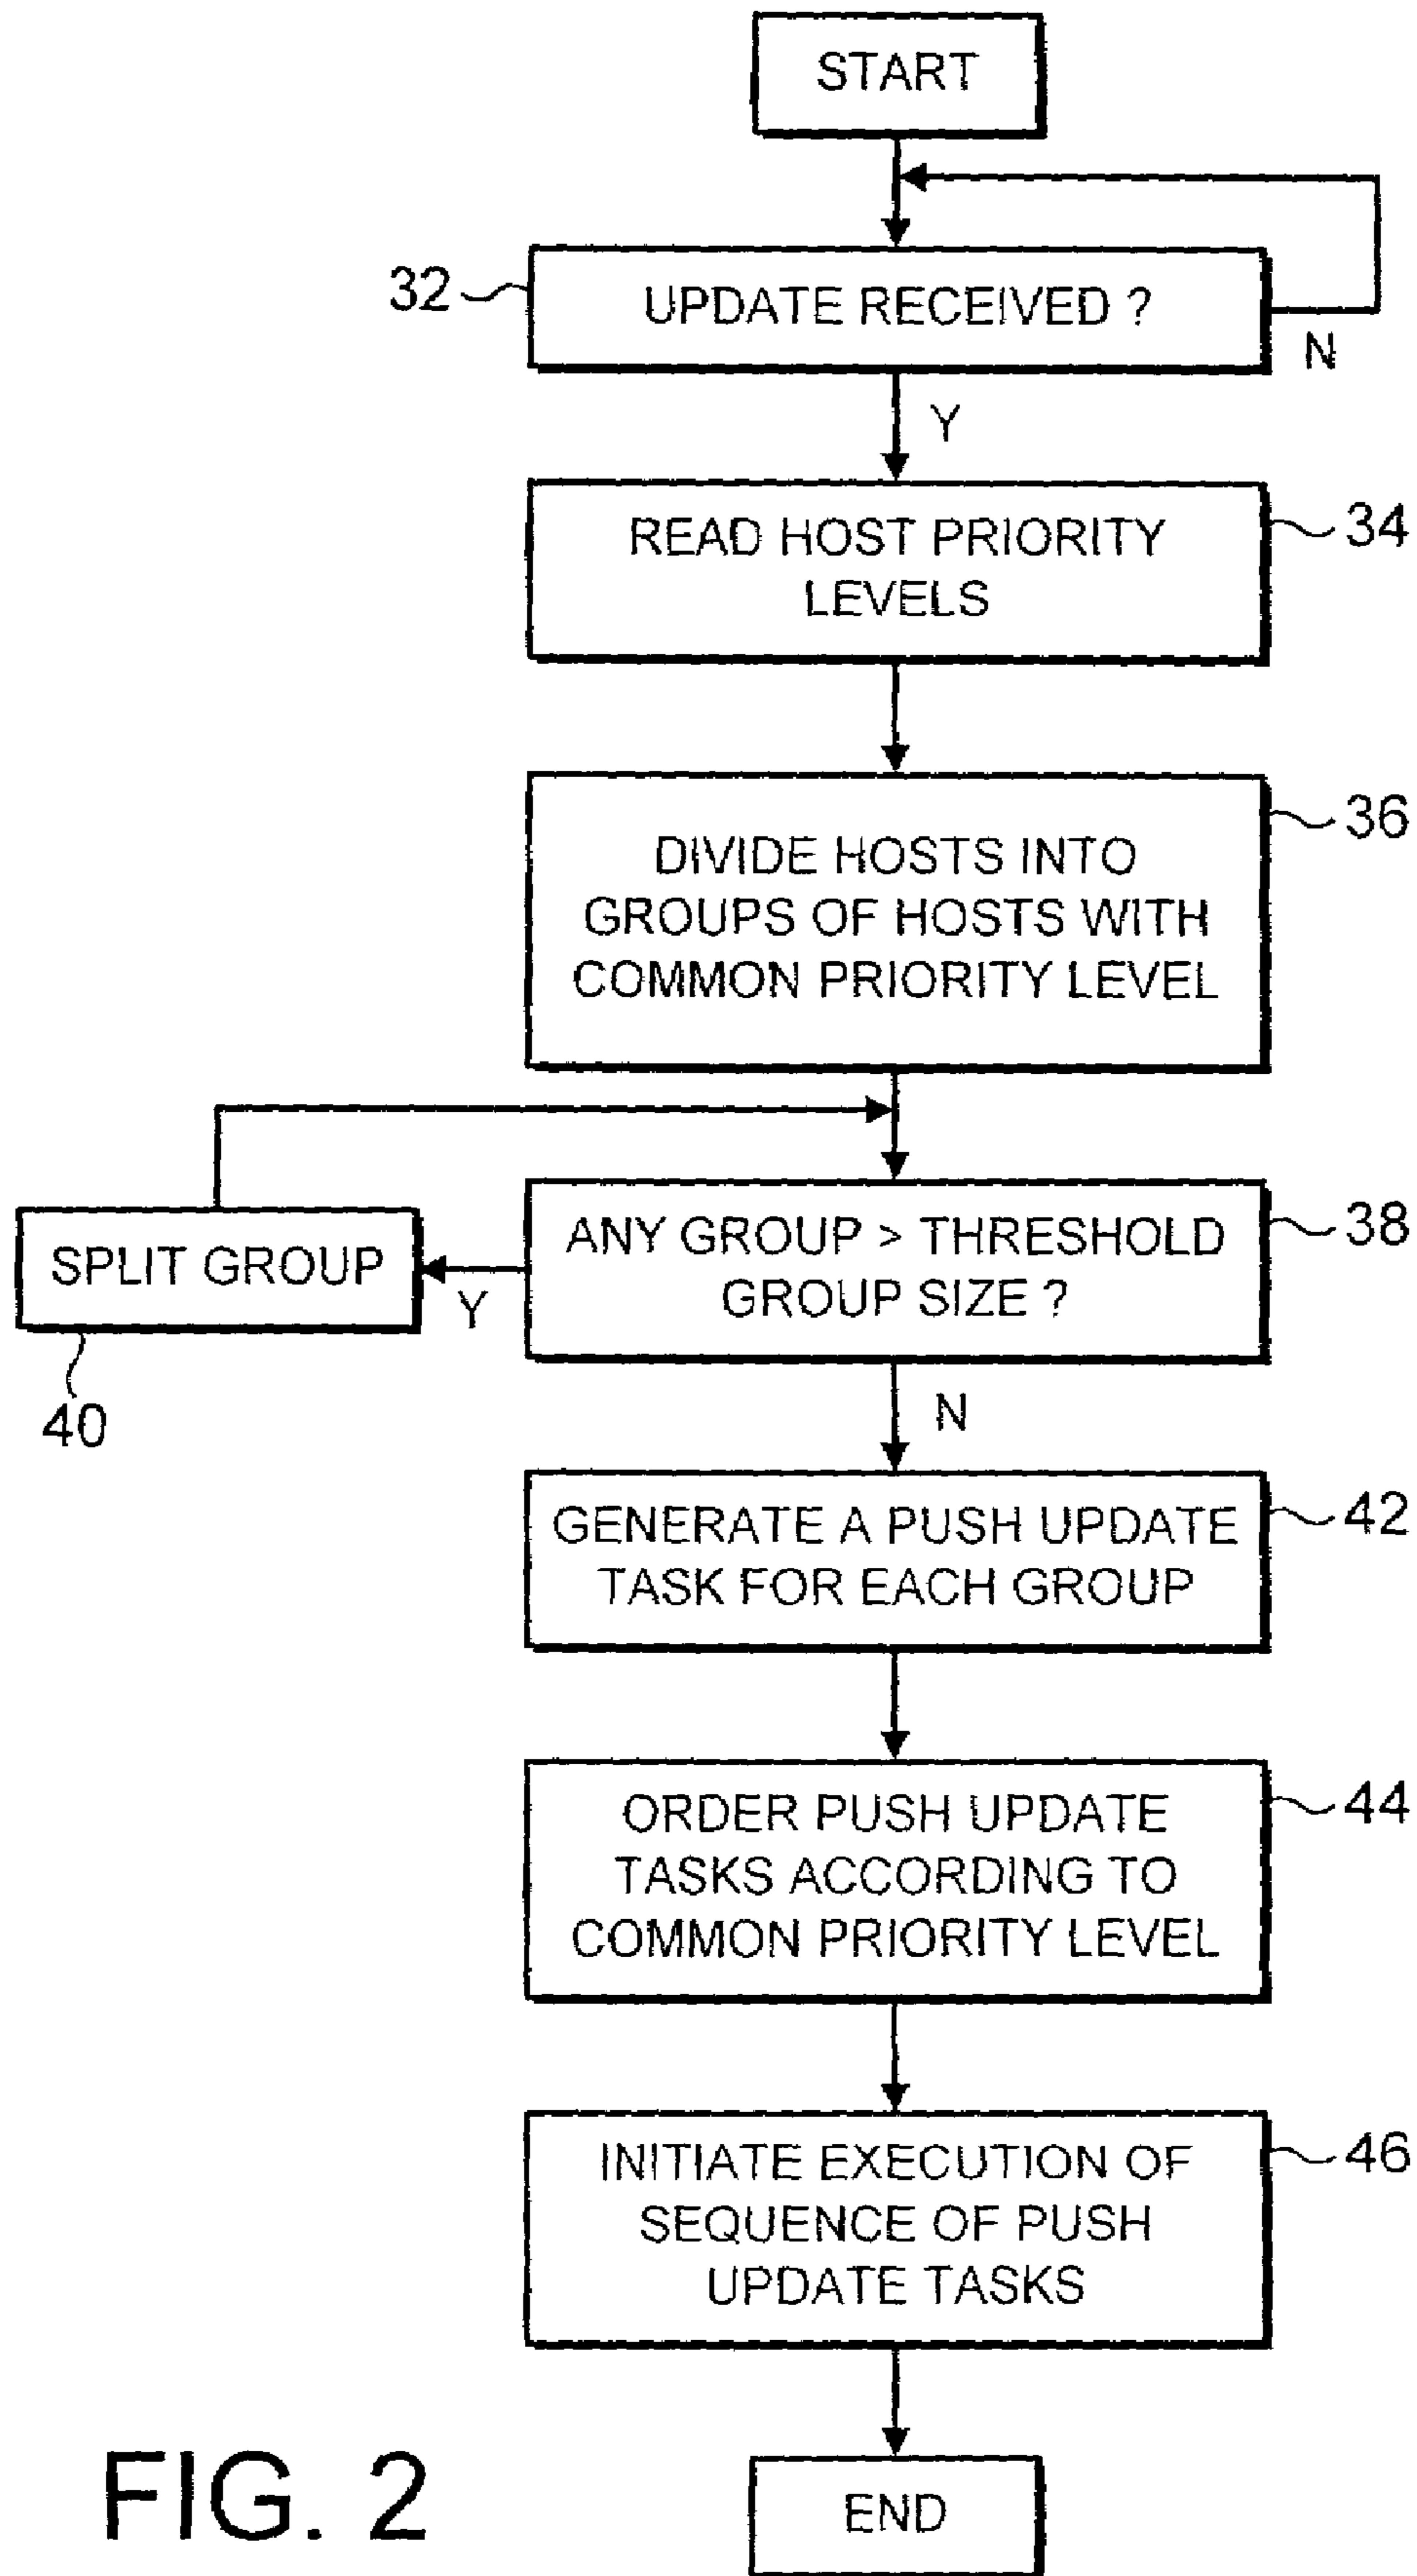 START
32
UPDATE RECEIVED ?
N
Y
READ HOST PRIORITY
LEVELS
34
DIVIDE HOSTS INTO
GROUPS OF HOSTS WITH
COMMON PRIORITY LEVEL
36
ANY GROUP > THRESHOLD
GROUP SIZE ?
38
Y
SPLIT GROUP
40
N
GENERATE A PUSH UPDATE
TASK FOR EACH GROUP
42
ORDER PUSH UPDATE
TASKS ACCORDING TO
COMMON PRIORITY LEVEL
44
INITIATE EXECUTION OF
SEQUENCE OF PUSH
UPDATE TASKS
46
END
FIG. 2